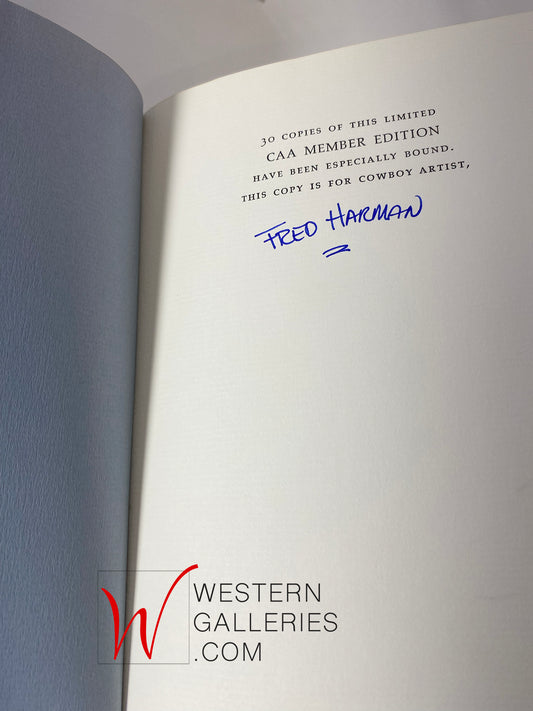 30 COPIES OF THIS LIMITED
CAA MEMBER EDITION
HAVE BEEN ESPECIALLY BOUND.
THIS COPY IS FOR COWBOY ARTIST,
FRED HARMAN
W WESTERN
GALLERIES
.COM